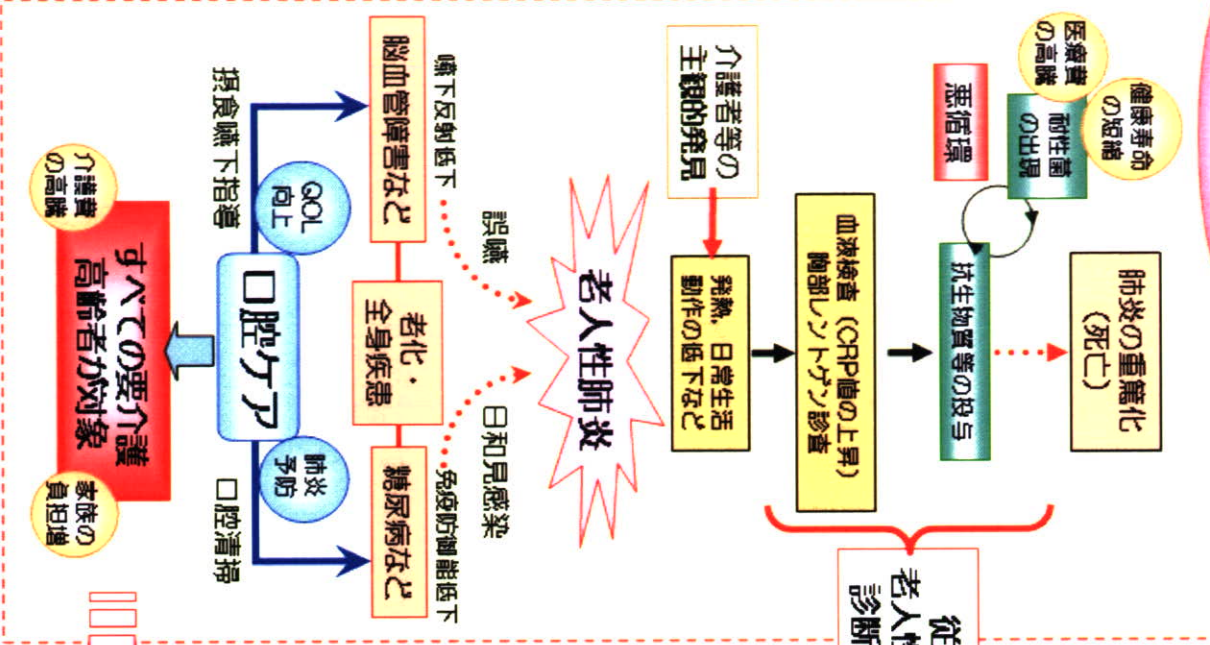 従
老人性
診断
健康寿命
の短縮
医療費
の高騰
耐性菌
の出現
悪循環
肺炎の重篤化
（死亡）
抗生物質等の投与
血液検査（CRP値の上昇）
胸部レントゲン診査
介護者等の
主観的発見
発熱，日常生活
動作の低下など
老人性肺炎
誤嚥
日和見感染
嚥下反射低下
免疫防御能低下
脳血管障害など
老化・
全身疾患
糖尿病など
QOL
向上
肺炎
予防
摂食嚥下指導
口腔ケア
口腔清掃
すべての要介護
高齢者が対象
介護費
の高騰
家族の
負担増